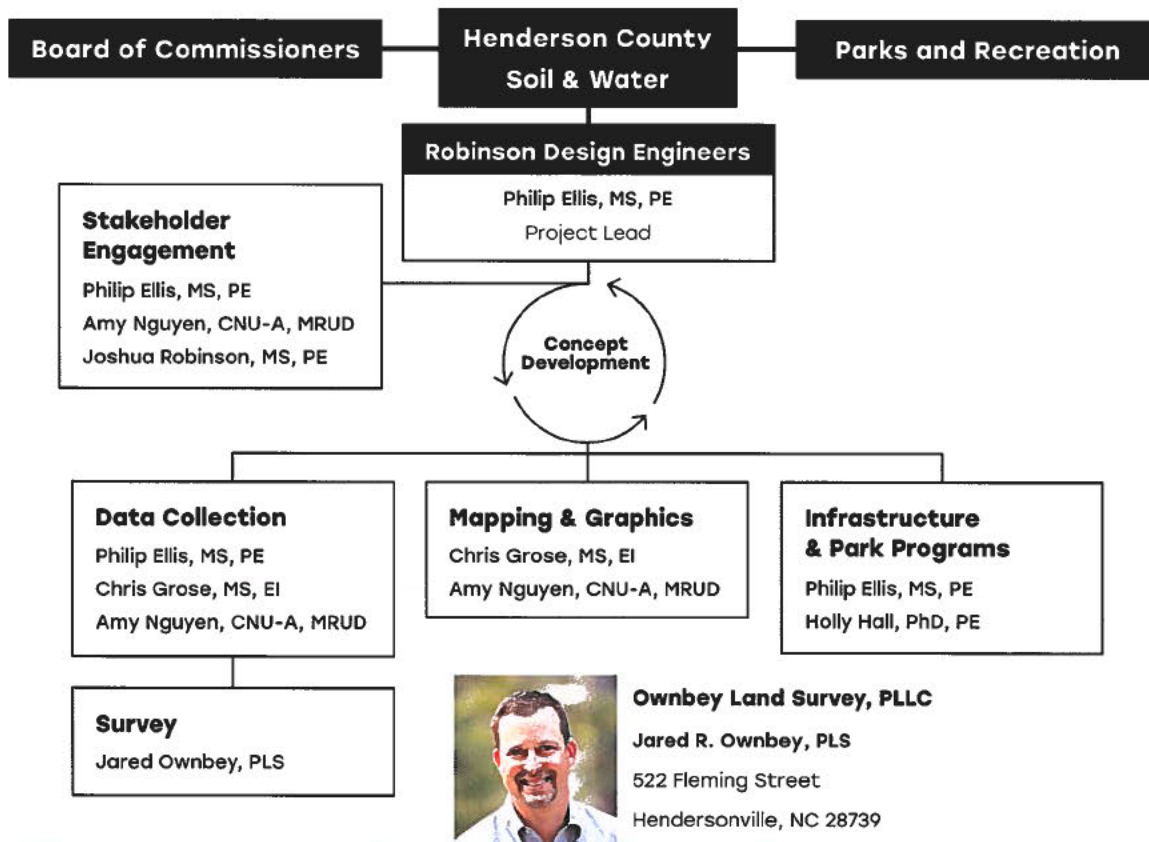 Board of Commissioners
Henderson County
Soil & Water
Parks and Recreation
Robinson Design Engineers
Philip Ellis, MS, PE
Project Lead
Stakeholder
Engagement
Philip Ellis, MS, PE
Amy Nguyen, CNU-A, MRUD
Joshua Robinson, MS, PE
Concept
Development
Data Collection
Philip Ellis, MS, PE
Chris Grose, MS, EI
Amy Nguyen, CNU-A, MRUD
Mapping & Graphics
Chris Grose, MS, EI
Amy Nguyen, CNU-A, MRUD
Infrastructure
& Park Programs
Philip Ellis, MS, PE
Holly Hall, PhD, PE
Survey
Jared Ownbey, PLS
Ownbey Land Survey, PLLC
Jared R. Ownbey, PLS
522 Fleming Street
Hendersonville, NC 28739